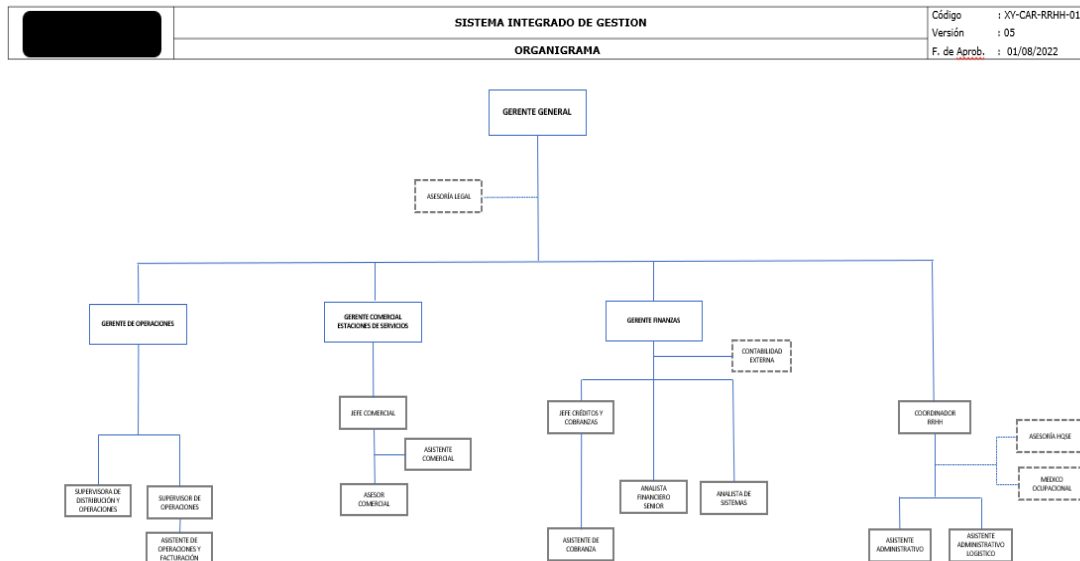 SISTEMA INTEGRADO DE GESTION
ORGANIGRAMA
Código : XY-CAR-RRHH-01
Versión : 05
F. de Aprob. : 01/08/2022
GERENTE GENERAL
ASESORÍA LEGAL
GERENTE DE OPERACIONES
GERENTE COMERCIAL
ESTACIONES DE SERVICIOS
GERENTE FINANZAS
CONTABILIDAD
EXTERNA
JEFE COMERCIAL
JEFE CRÉDITOS Y
COBRANZAS
COORDINADOR
RRHH
ASESORÍA HQSE
ASISTENTE
COMERCIAL
MEDICO
OCUPACIONAL
SUPERVISORA DE
DISTRIBUCIÓN Y
OPERACIONES
SUPERVISOR DE
OPERACIONES
ASESOR
COMERCIAL
ANALISTA
FINANCIERO
SENIOR
ANALISTA DE
SISTEMAS
ASISTENTE DE
OPERACIONES Y
FACTURACIÓN
ASISTENTE DE
COBRANZA
ASISTENTE
ADMINISTRATIVO
ASISTENTE
ADMINISTRATIVO
LOGISTICO